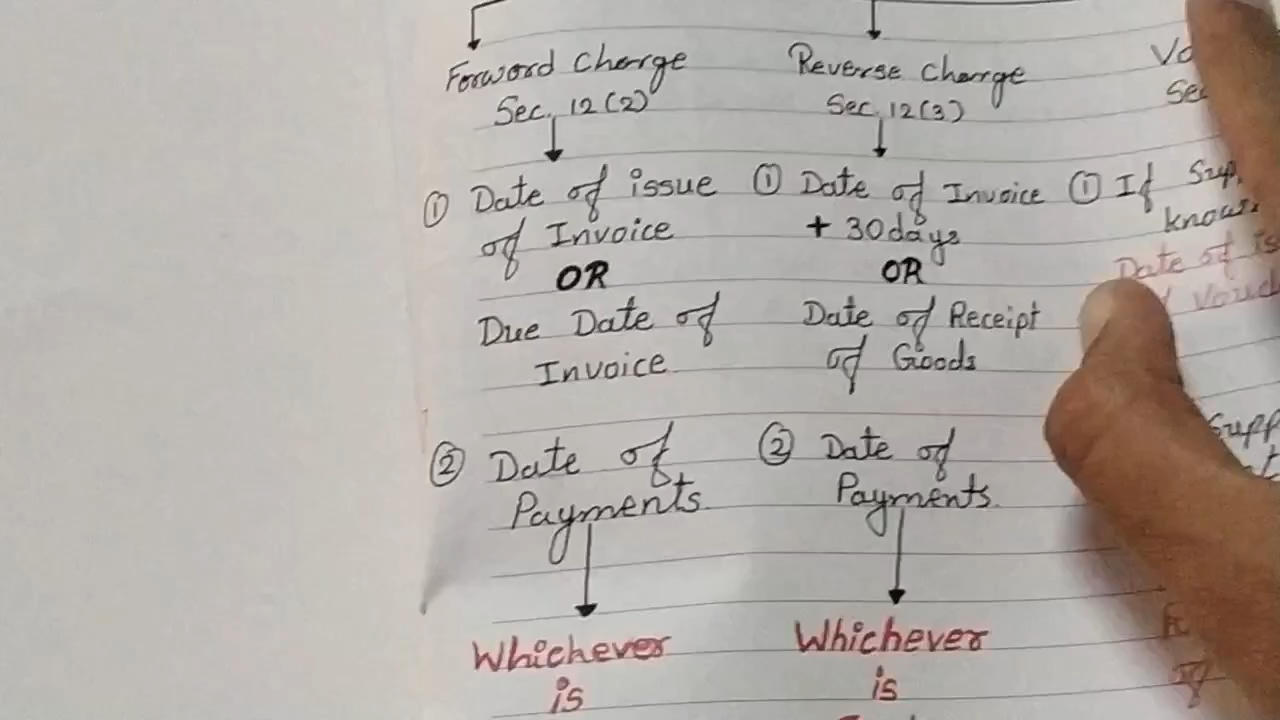 Forword Charge
Sec. 12(2)
① Date of issue
of Invoice
OR
Due Date of
Invoice
② Date of
Payments
Whichever
is
Reverse Charge
Sec. 12(3)
① Date of Invoice
+ 30 days
OR
Date of Receipt
of Goods
② Date of
Payments
Whichever
is
① If
Date of